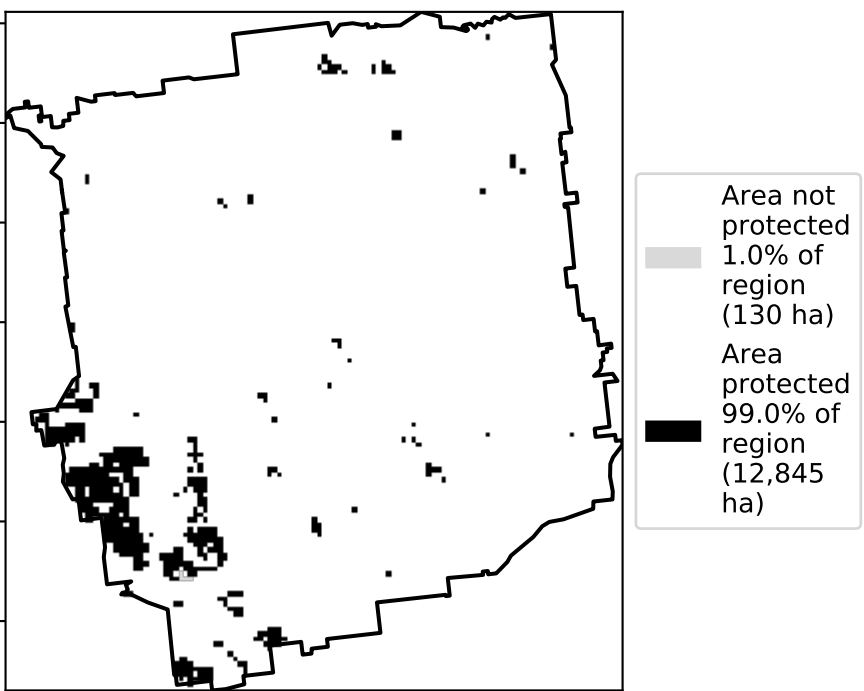 Area not
protected
1.0% of
region
(130 ha)
Area
protected
99.0% of
region
(12,845
ha)